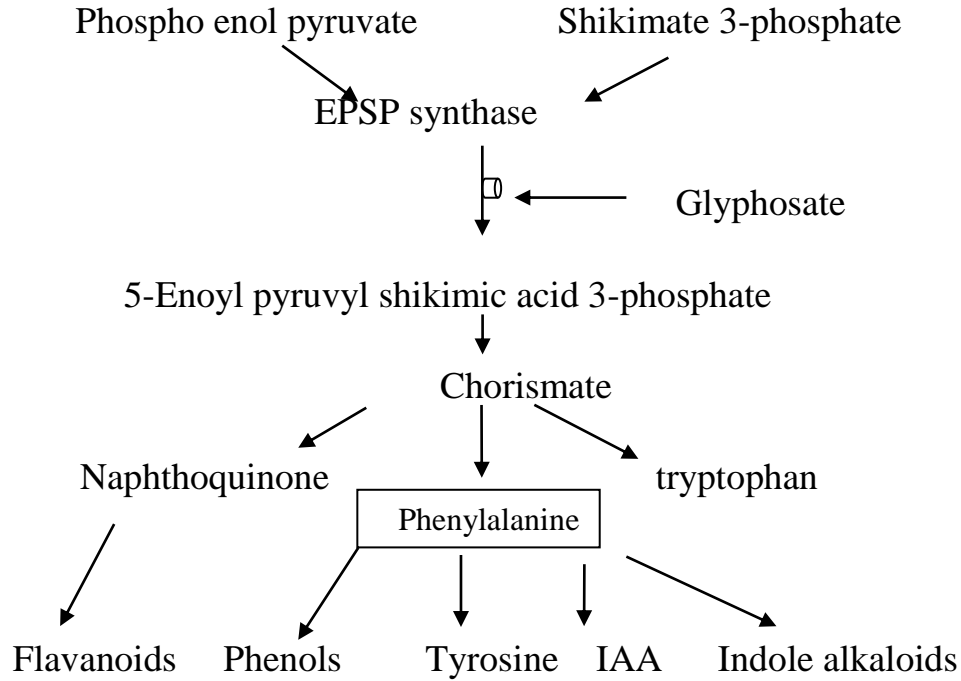 Phospho enol pyruvate Shikimate 3-phosphate
EPSP synthase
Glyphosate
5-Enoyl pyruvyl shikimic acid 3-phosphate
Chorismate
Naphthoquinone tryptophan
Phenylalanine
Flavanoids Phenols Tyrosine IAA Indole alkaloids